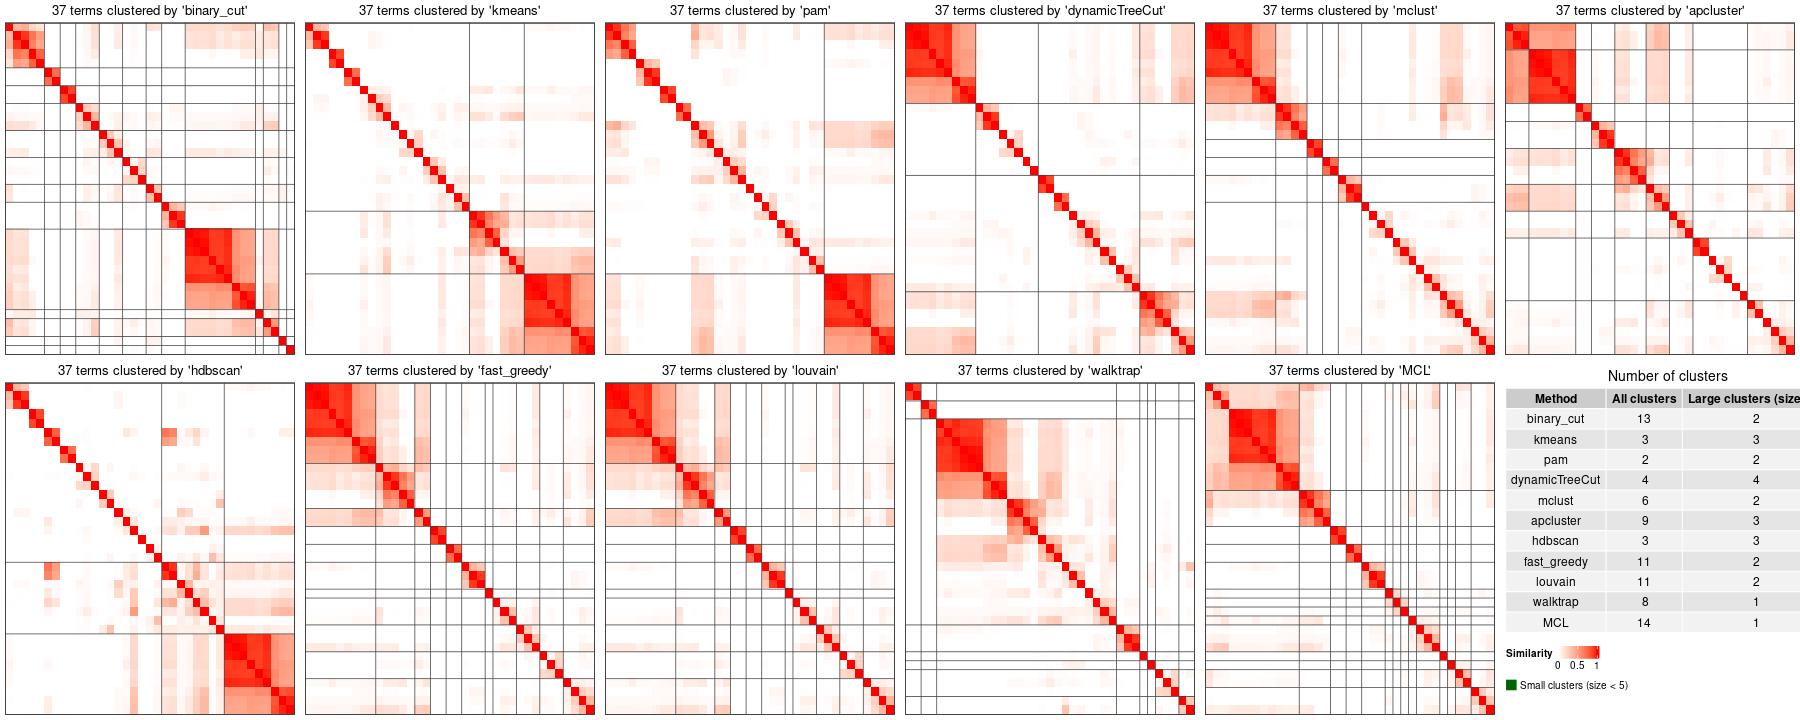 37 terms clustered by 'binary_cut'
37 terms clustered by 'kmeans'
37 terms clustered by 'pam'
37 terms clustered by 'dynamicTreeCut'
37 terms clustered by 'mclust'
37 terms clustered by 'apcluster'
37 terms clustered by 'hdbscan'
37 terms clustered by 'fast_greedy'
37 terms clustered by 'louvain'
37 terms clustered by 'walktrap'
37 terms clustered by 'MCL'
Number of clusters
Method All clusters Large clusters (size
binary_cut 13 2
kmeans 3 3
pam 2 2
dynamicTreeCut 4 4
mclust 6 2
apcluster 9 3
hdbscan 3 3
fast_greedy 11 2
louvain 11 2
walktrap 8 1
MCL 14 1
Similarity
0 0.5 1
Small clusters (size < 5)